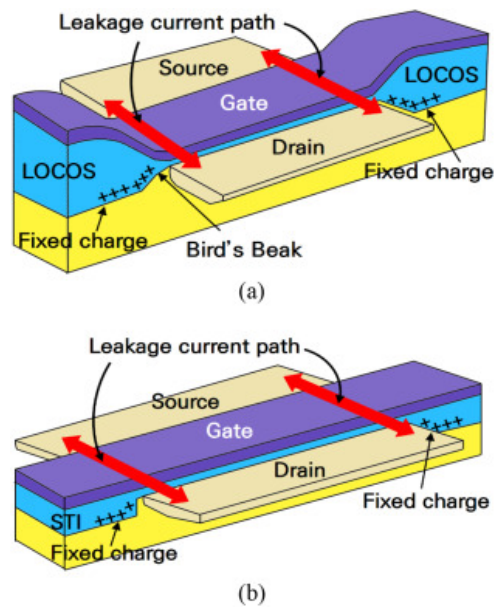 Leakage current path
Source
Gate
LOCOS
LOCOS
Drain
Fixed charge
Fixed charge
Bird's Beak
(a)
Leakage current path
Source
Gate
Drain
STI
Fixed charge
Fixed charge
(b)